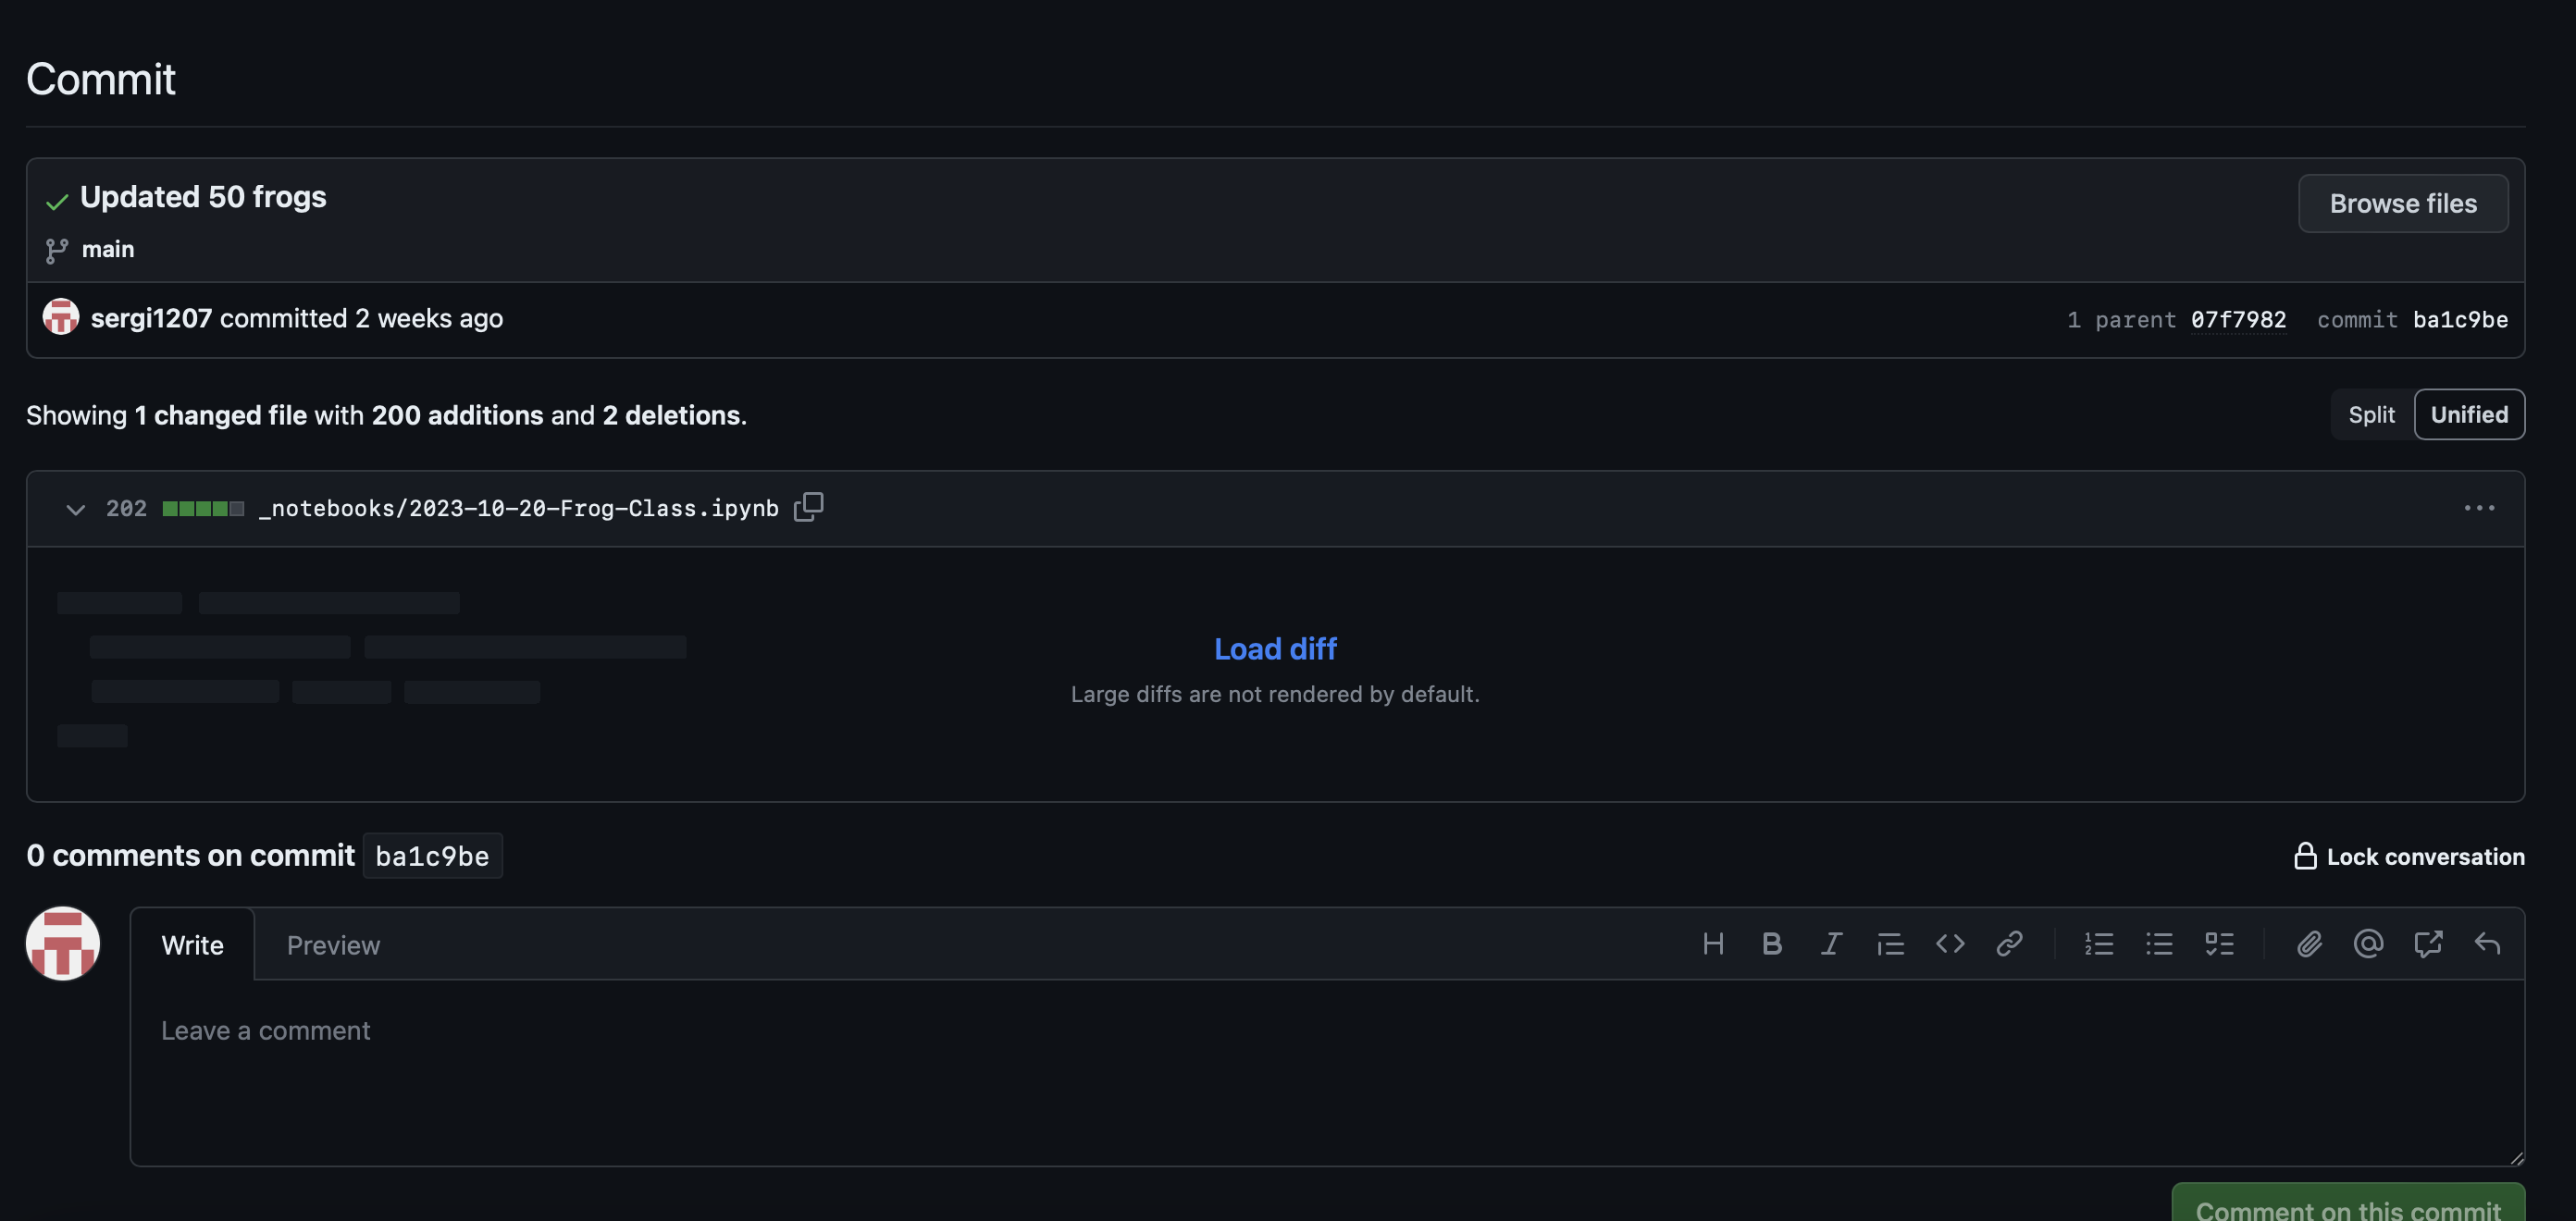 Commit
Updated 50 frogs
Browse files
main
sergi1207 committed 2 weeks ago
1 parent 07f7982 commit ba1c9be
Showing 1 changed file with 200 additions and 2 deletions.
Split Unified
202 _notebooks/2023-10-20-Frog-Class.ipynb
Load diff
Large diffs are not rendered by default.
0 comments on commit ba1c9be
Lock conversation
Write Preview
Leave a comment
Comment on this commit